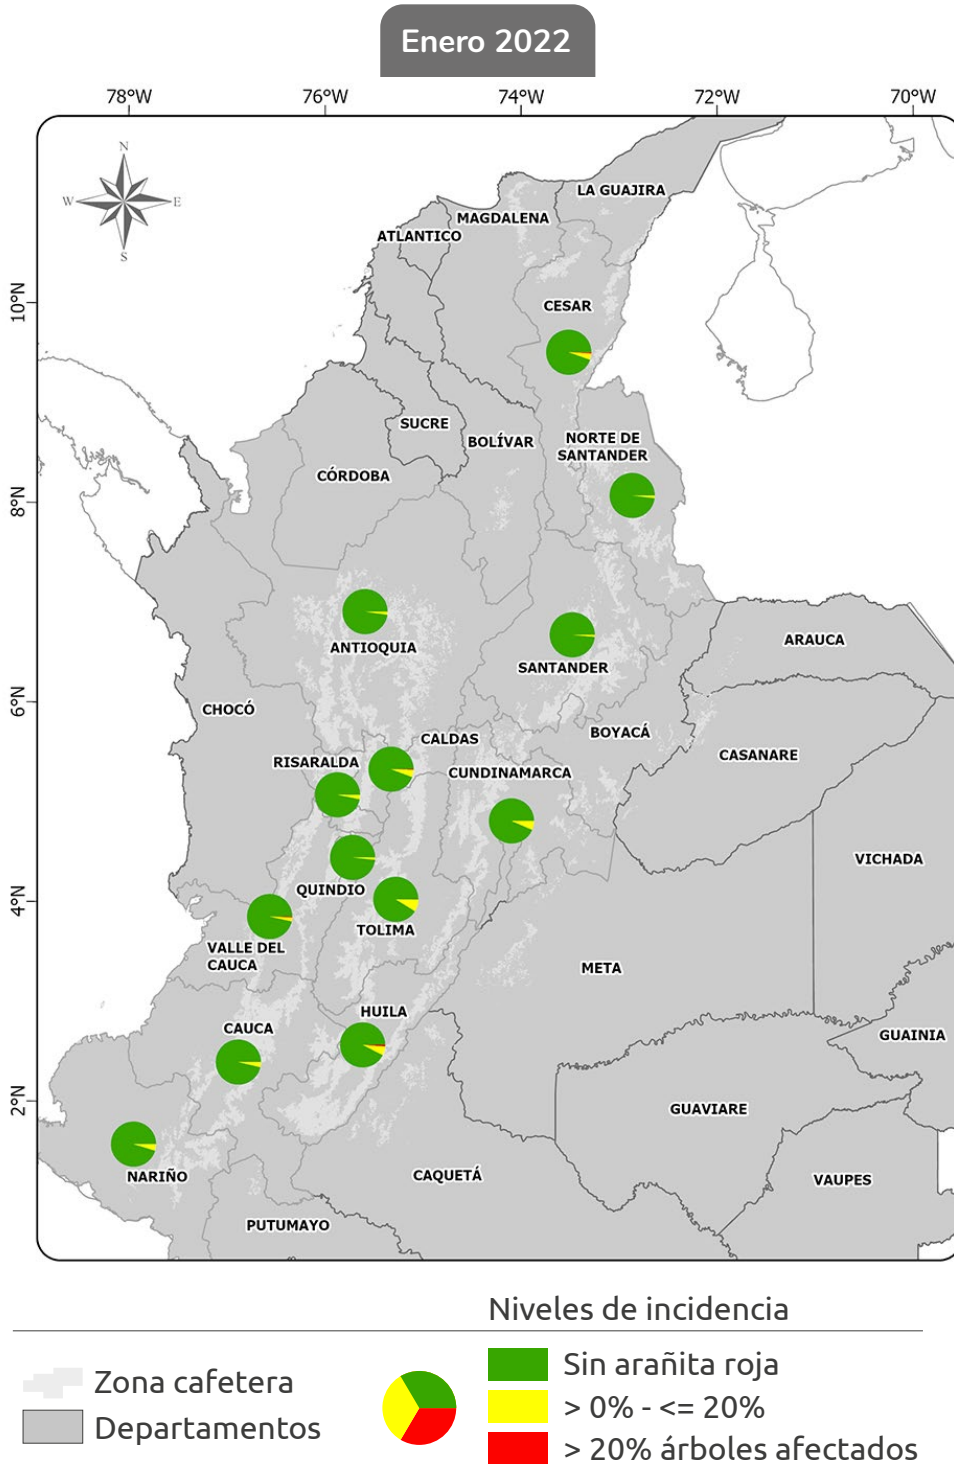 Enero 2022
78°W 76°W 74°W 72°W 70°W
N
W E
S
10°N
8°N
6°N
4°N
2°N
LA GUAJIRA
MAGDALENA
ATLANTICO
CESAR
SUCRE
BOLÍVAR
NORTE DE
SANTANDER
CÓRDOBA
ANTIOQUIA
SANTANDER
ARAUCA
CHOCÓ
BOYACÁ
CALDAS
CASANARE
RISARALDA
CUNDINAMARCA
VICHADA
QUINDIO
TOLIMA
VALLE DEL
CAUCA
META
HUILA
CAUCA
GUAINIA
GUAVIARE
NARIÑO
CAQUETÁ
VAUPES
PUTUMAYO
Niveles de incidencia
Zona cafetera
Departamentos
Sin arañita roja
> 0% - <= 20%
> 20% árboles afectados